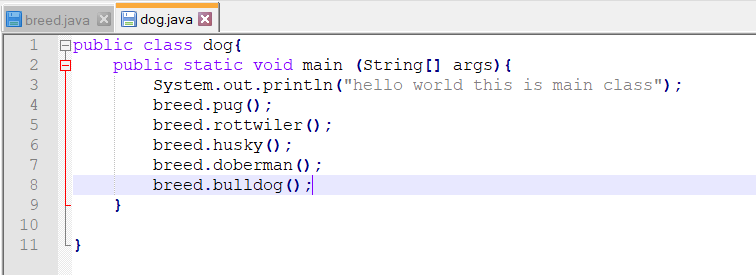 breed.java dog.java
1 public class dog{
2 public static void main (String[] args){
3 System.out.println("hello world this is main class");
4 breed.pug();
5 breed.rottwiler();
6 breed.husky();
7 breed.doberman();
8 breed.bulldog();
9 }
10
11 }